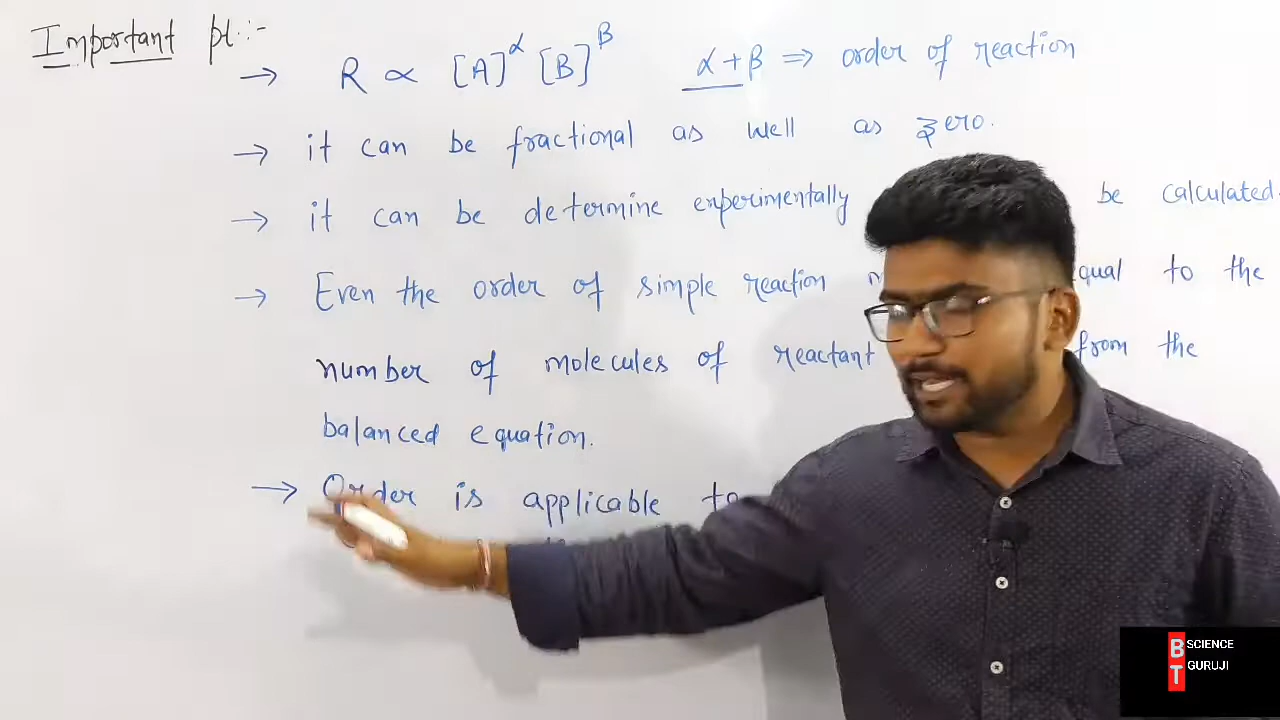 Important pt :-
→ R ∝ [A]^α [B]^β α + β ⇒ order of reaction
→ it can be fractional as well as zero.
→ it can be determine experimentally be calculated.
→ Even the order of simple reaction equal to the
number of molecules of reactant from the
balanced equation.
→ Order is applicable to
BT SCIENCE GURUJI